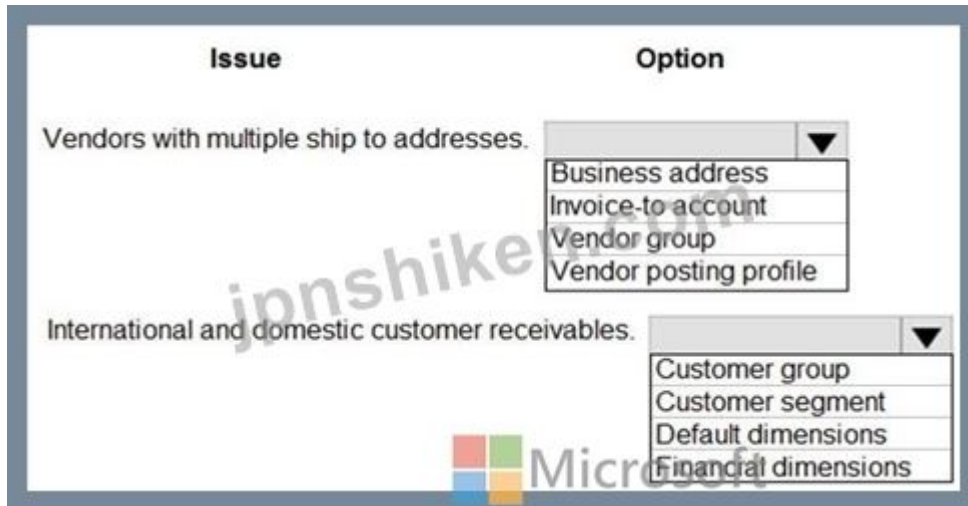 Issue Option
Vendors with multiple ship to addresses.
Business address
Invoice-to account
Vendor group
Vendor posting profile
International and domestic customer receivables.
Customer group
Customer segment
Default dimensions
Financial dimensions
jpnshiken.com
Microsoft